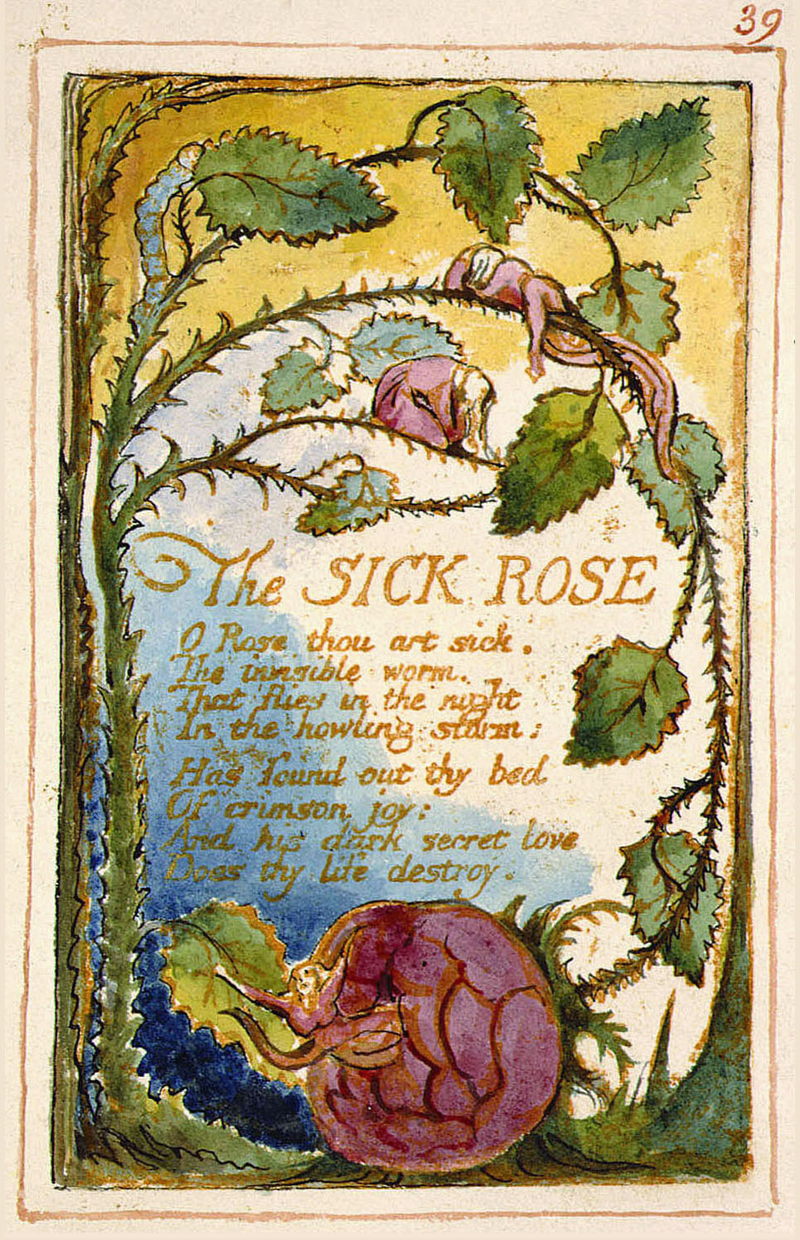 39
The SICK ROSE
O Rose thou art sick.
The invisible worm.
That flies in the night
In the howling storm:
Has found out thy bed
Of crimson joy:
And his dark secret love
Does thy life destroy.